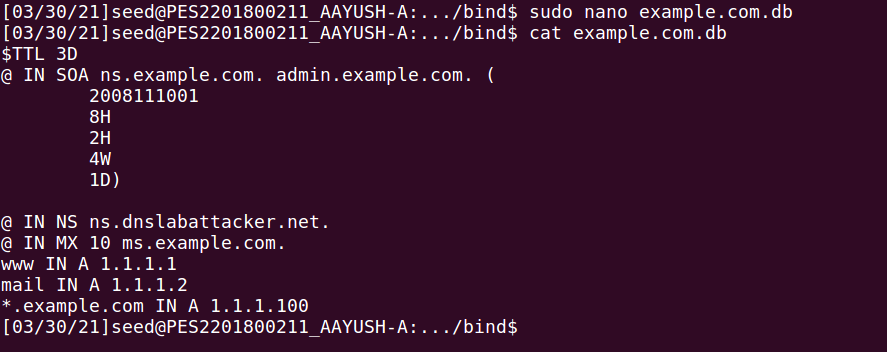 [03/30/21]seed@PES2201800211_AAYUSH-A:.../bind$ sudo nano example.com.db
[03/30/21]seed@PES2201800211_AAYUSH-A:.../bind$ cat example.com.db
$TTL 3D
@ IN SOA ns.example.com. admin.example.com. (
        2008111001
        8H
        2H
        4W
        1D)

@ IN NS ns.dnslabattacker.net.
@ IN MX 10 ms.example.com.
www IN A 1.1.1.1
mail IN A 1.1.1.2
*.example.com IN A 1.1.1.100
[03/30/21]seed@PES2201800211_AAYUSH-A:.../bind$